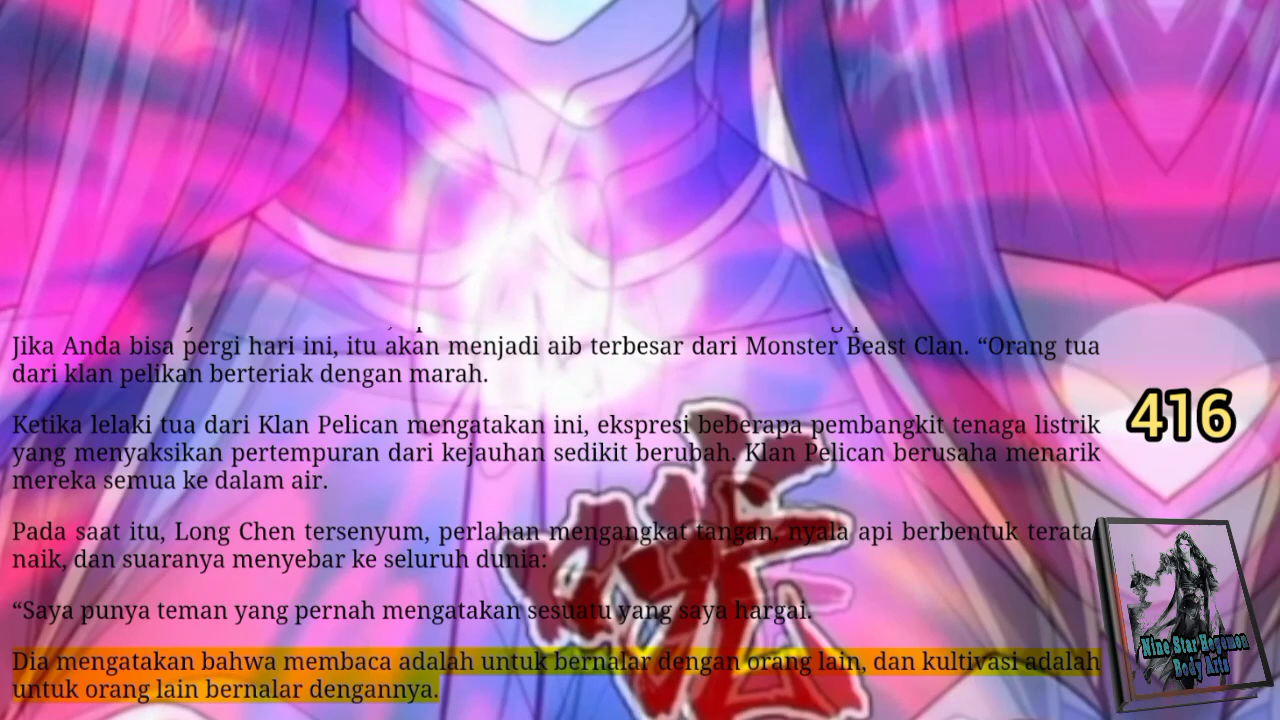 Jika Anda bisa pergi hari ini, itu akan menjadi aib terbesar dari Monster Beast Clan. “Orang tua
dari klan pelikan berteriak dengan marah.
Ketika lelaki tua dari Klan Pelican mengatakan ini, ekspresi beberapa pembangkit tenaga listrik
yang menyaksikan pertempuran dari kejauhan sedikit berubah. Klan Pelican berusaha menarik
mereka semua ke dalam air.
416
Pada saat itu, Long Chen tersenyum, perlahan mengangkat tangan, nyala api berbentuk teratai
naik, dan suaranya menyebar ke seluruh dunia:
“Saya punya teman yang pernah mengatakan sesuatu yang saya hargai.
Dia mengatakan bahwa membaca adalah untuk bernalar dengan orang lain, dan kultivasi adalah
untuk orang lain bernalar dengannya.
Nine Star Hegemon
Body Arts